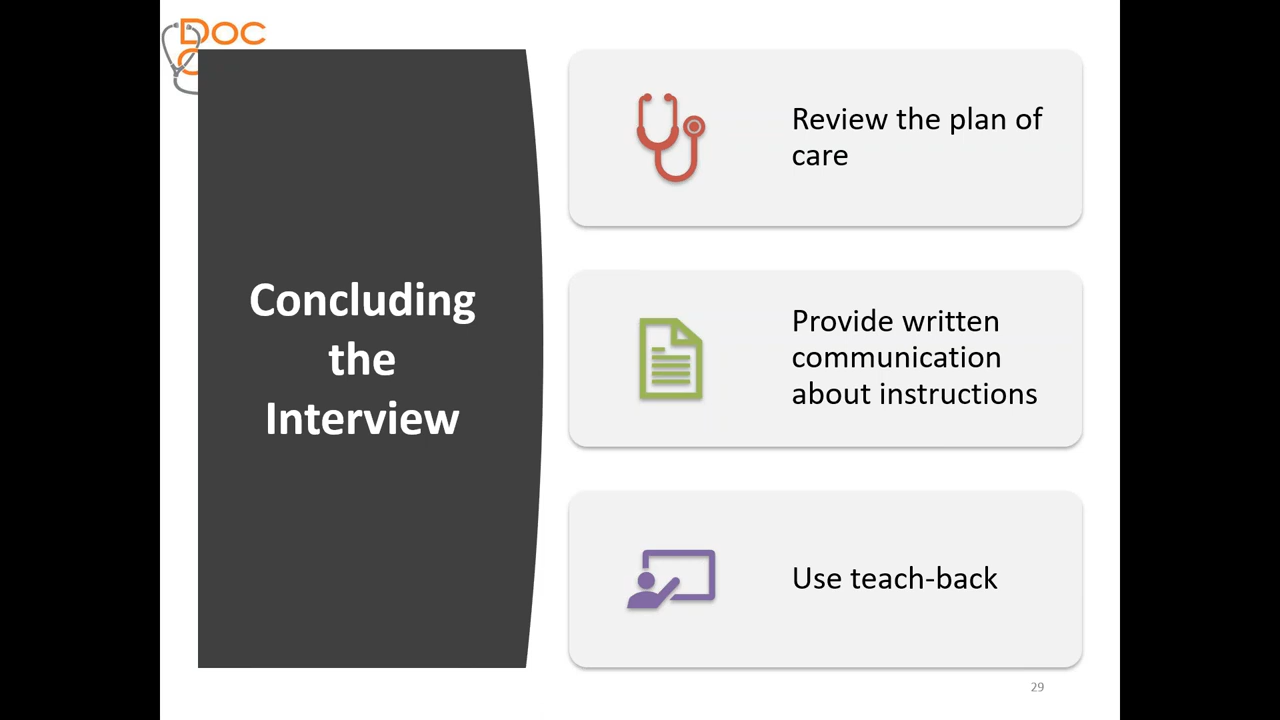 DOC
Concluding
the
Interview
Review the plan of
care
Provide written
communication
about instructions
Use teach-back
29